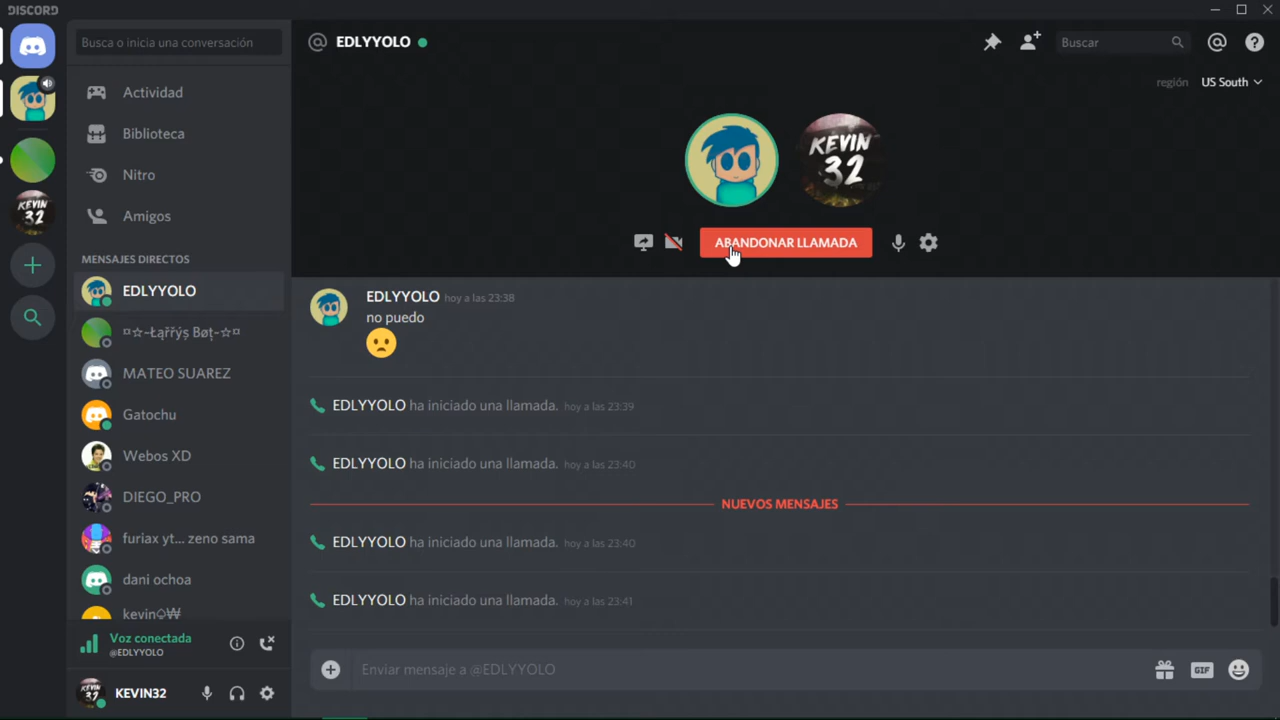 DISCORD
Busca o inicia una conversación
Actividad
Biblioteca
Nitro
Amigos
MENSAJES DIRECTOS
EDLYYOLO
¤☆–Łąřřýș Bøț–☆¤
MATEO SUAREZ
Gatochu
Webos XD
DIEGO_PRO
furiax yt... zeno sama
dani ochoa
kevin♤₩
Voz conectada
@EDLYYOLO
KEVIN32
EDLYYOLO
Buscar
región US South
KEVIN
32
ABANDONAR LLAMADA
EDLYYOLO hoy a las 23:38
no puedo
EDLYYOLO ha iniciado una llamada. hoy a las 23:39
EDLYYOLO ha iniciado una llamada. hoy a las 23:40
NUEVOS MENSAJES
EDLYYOLO ha iniciado una llamada. hoy a las 23:40
EDLYYOLO ha iniciado una llamada. hoy a las 23:41
Enviar mensaje a @EDLYYOLO
GIF